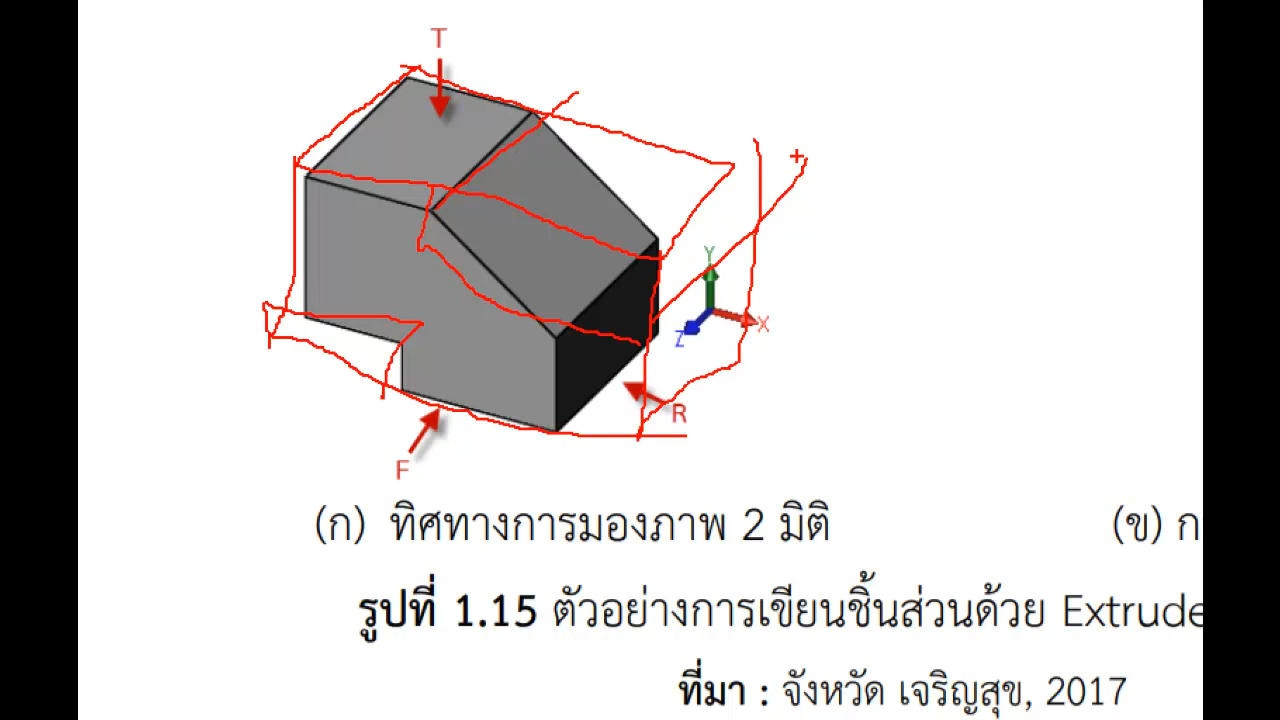 T
Y
X
Z
R
F
(ก) ทิศทางการมองภาพ 2 มิติ (ข) ก
รูปที่ 1.15 ตัวอย่างการเขียนชิ้นส่วนด้วย Extrude
ที่มา : จังหวัด เจริญสุข, 2017